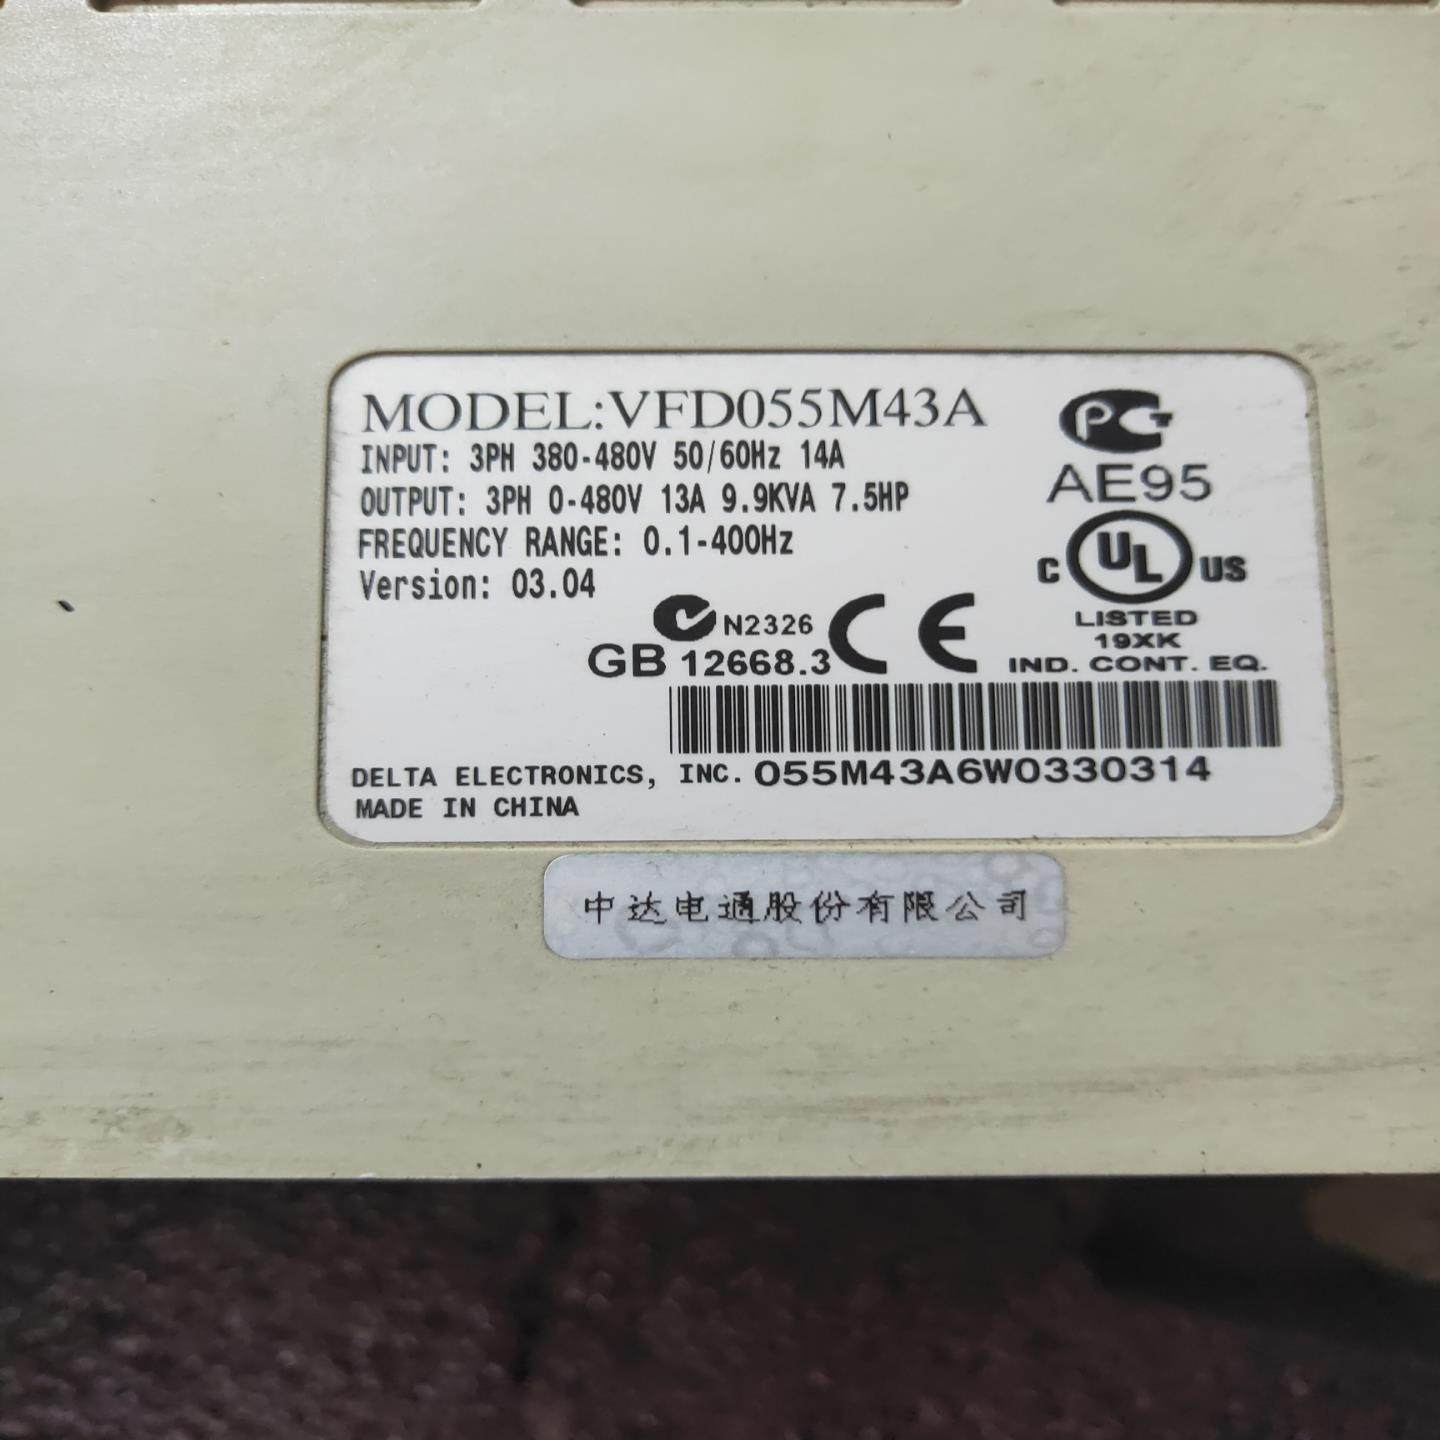 MODEL:VFD055M43A
INPUT: 3PH 380-480V 50/60Hz 14A
OUTPUT: 3PH 0-480V 13A 9.9KVA 7.5HP
FREQUENCY RANGE: 0.1-400Hz
Version: 03.04
PG
AE95
C UL US
LISTED
19XK
IND. CONT. EQ.
N2326
CE
GB 12668.3
DELTA ELECTRONICS, INC. 055M43A6W0330314
MADE IN CHINA
中达电通股份有限公司